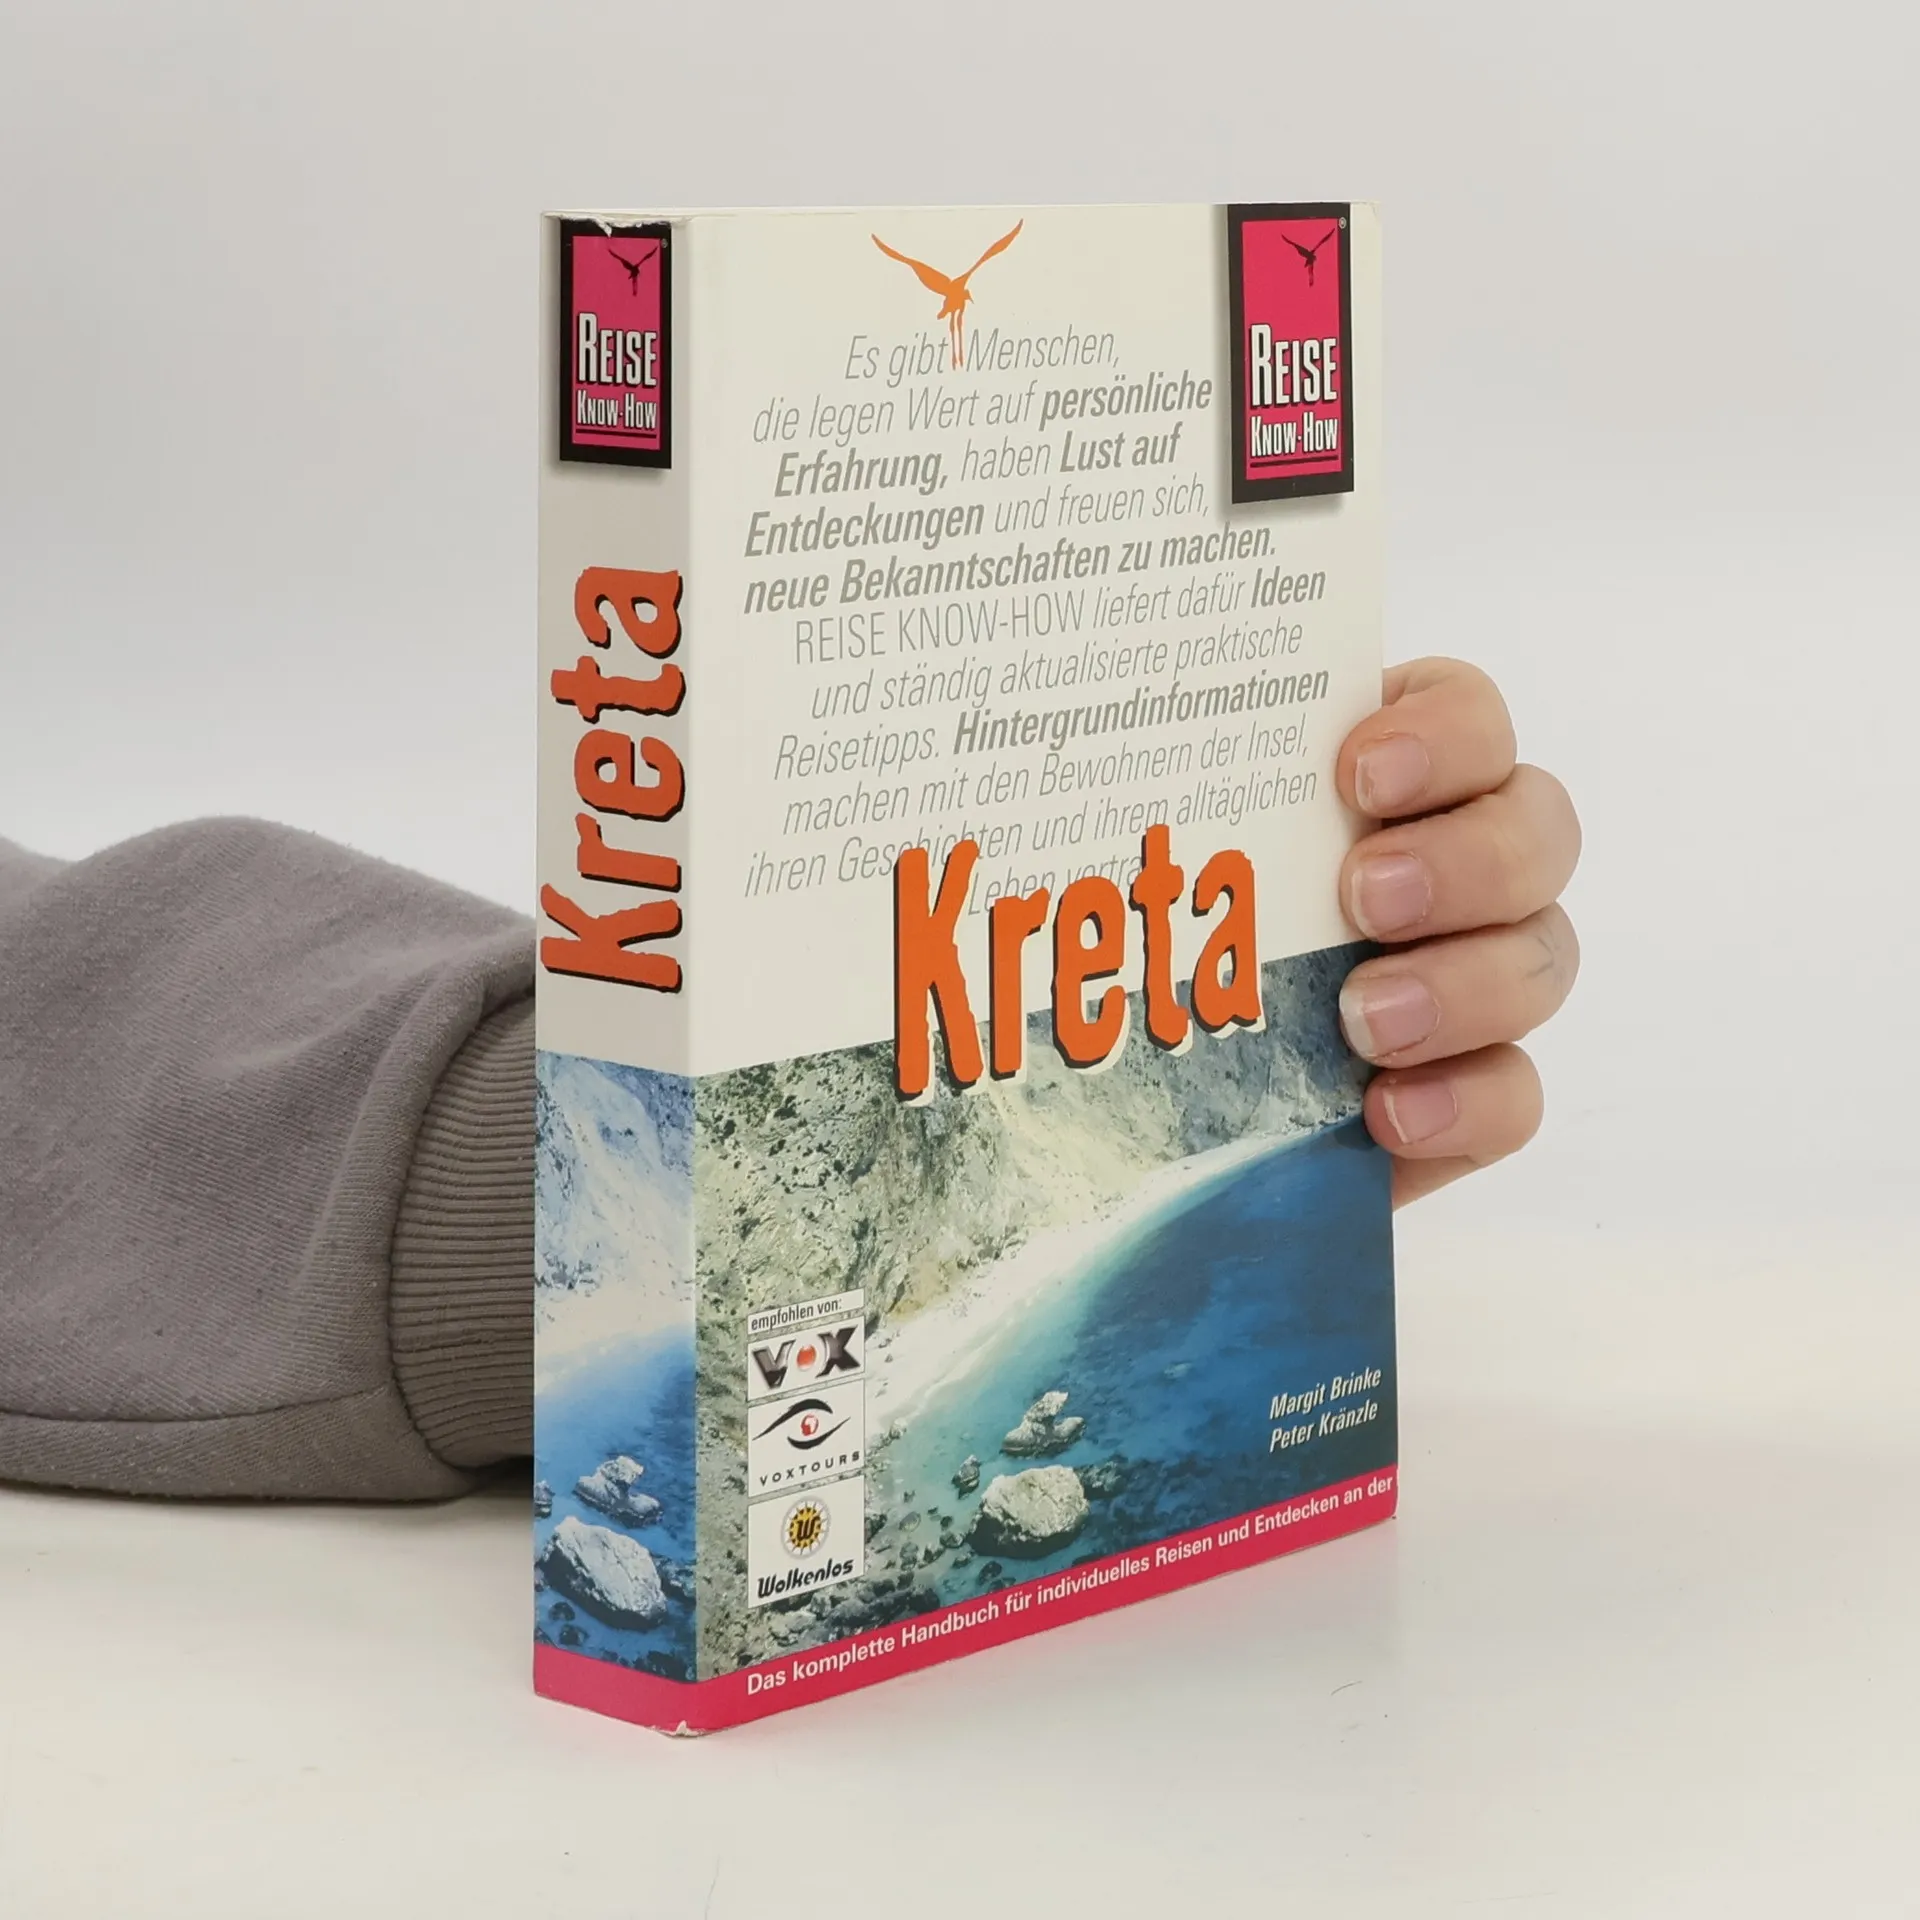 REISE
KNOW-HOW
Kreta
Es gibt Menschen,
die legen Wert auf persönliche
Erfahrung, haben Lust auf
Entdeckungen und freuen sich,
neue Bekanntschaften zu machen.
REISE KNOW-HOW liefert dafür Ideen
und ständig aktualisierte praktische
Reisetipps. Hintergrundinformationen
machen mit den Bewohnern der Insel,
ihren Geschichten und ihrem alltäglichen
Leben
REISE
KNOW-HOW
Kreta
empfohlen von:
VOX
VOXTOURS
W
Wolkenlos
Margit Brinke
Peter Kränzle
Das komplette Handbuch für individuelles Reisen und Entdecken an der